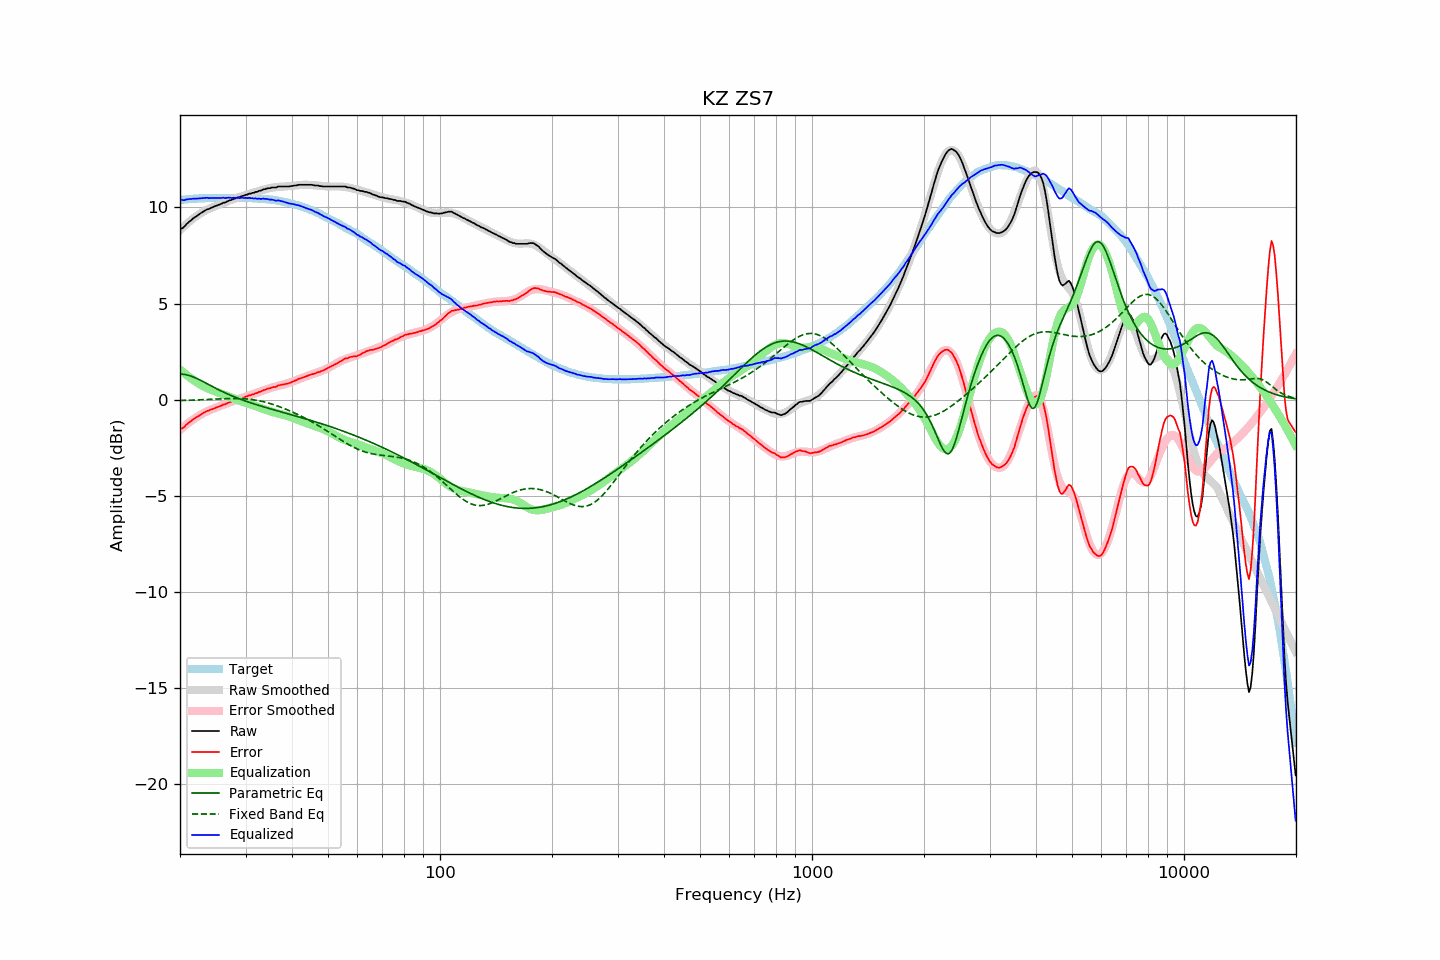 KZ ZS7
Amplitude (dBr)
10
5
0
−5
−10
−15
−20
Target
Raw Smoothed
Error Smoothed
Raw
Error
Equalization
Parametric Eq
Fixed Band Eq
Equalized
100
1000
10000
Frequency (Hz)